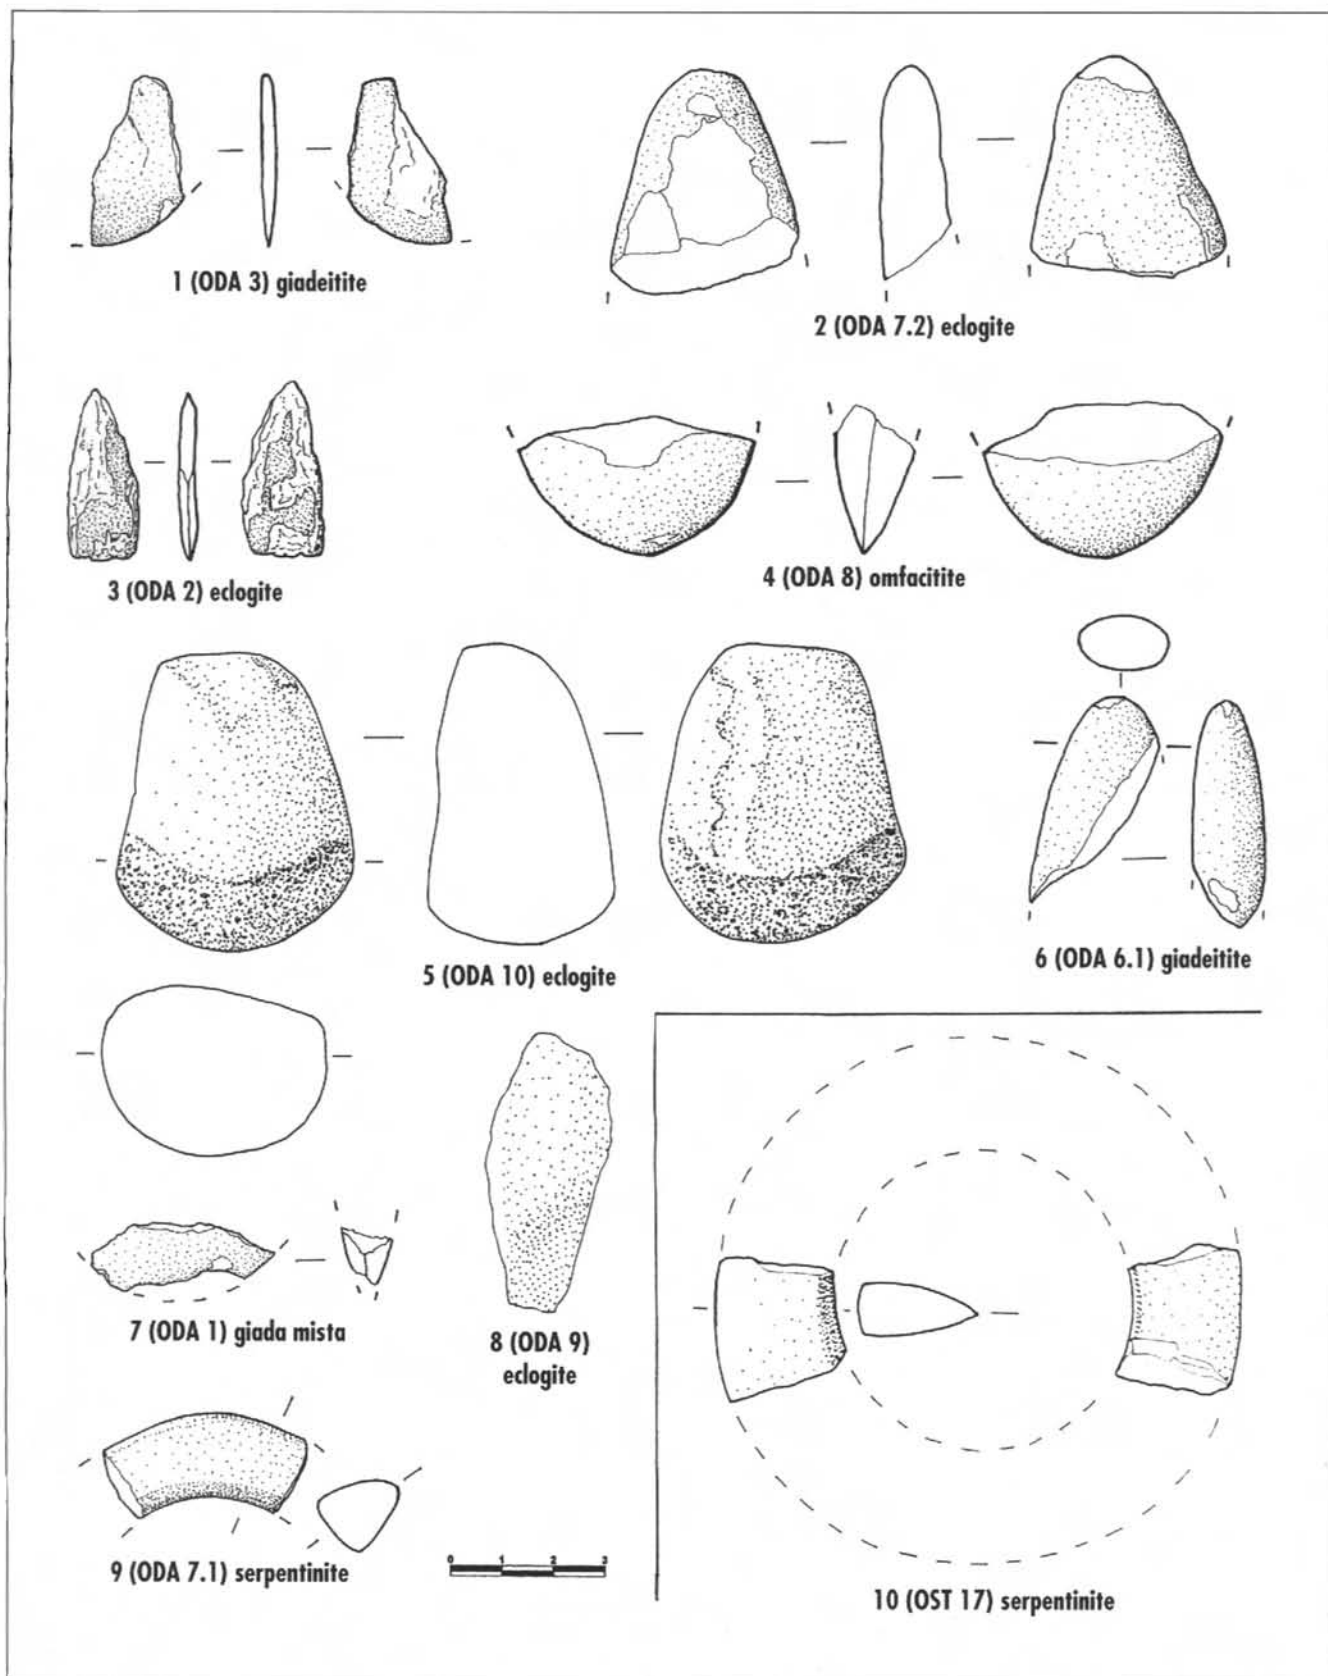 1 (ODA 3) giadeitite
2 (ODA 7.2) eclogite
3 (ODA 2) eclogite
4 (ODA 8) omfacitite
5 (ODA 10) eclogite
6 (ODA 6.1) giadeitite
7 (ODA 1) giada mista
8 (ODA 9)
eclogite
9 (ODA 7.1) serpentinite
0 1 2 3
10 (OST 17) serpentinite